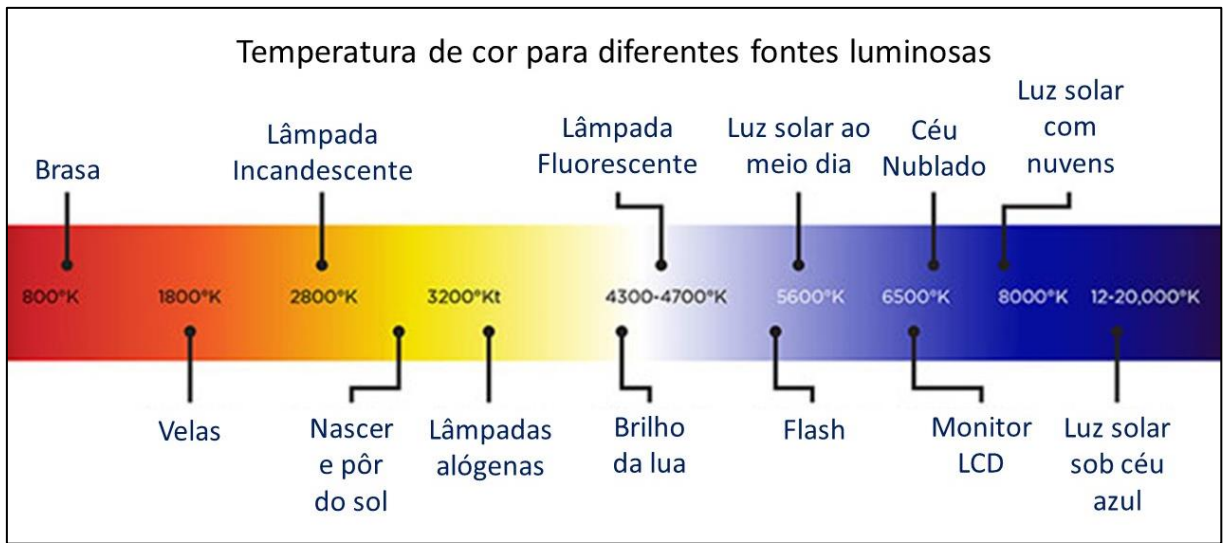 Temperatura de cor para diferentes fontes luminosas
Brasa
Lâmpada
Incandescente
Lâmpada
Fluorescente
Luz solar ao
meio dia
Céu
Nublado
Luz solar
com
nuvens
800°K 1800°K 2800°K 3200°Kt 4300-4700°K 5600°K 6500°K 8000°K 12-20,000°K
Velas
Nascer
e pôr
do sol
Lâmpadas
alógenas
Brilho
da lua
Flash
Monitor
LCD
Luz solar
sob céu
azul